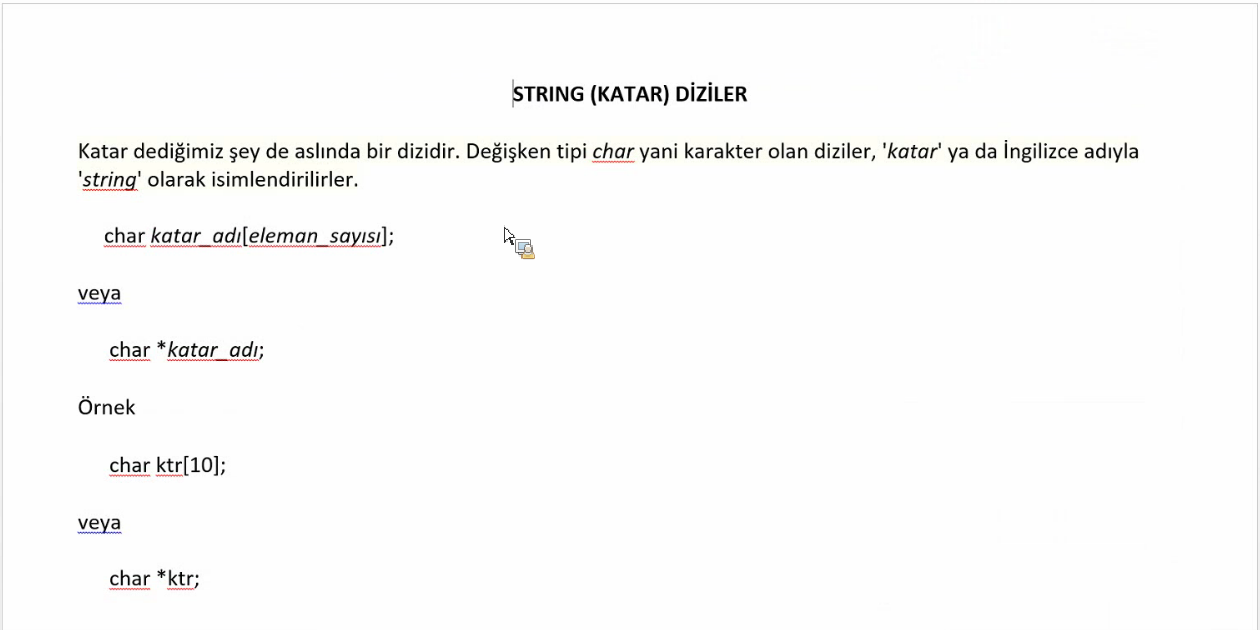 STRING (KATAR) DİZİLER
Katar dediğimiz şey de aslında bir dizidir. Değişken tipi char yani karakter olan diziler, 'katar' ya da İngilizce adıyla
'string' olarak isimlendirilirler.
char katar_adı[eleman_sayısı];
veya
char *katar_adı;
Örnek
char ktr[10];
veya
char *ktr;